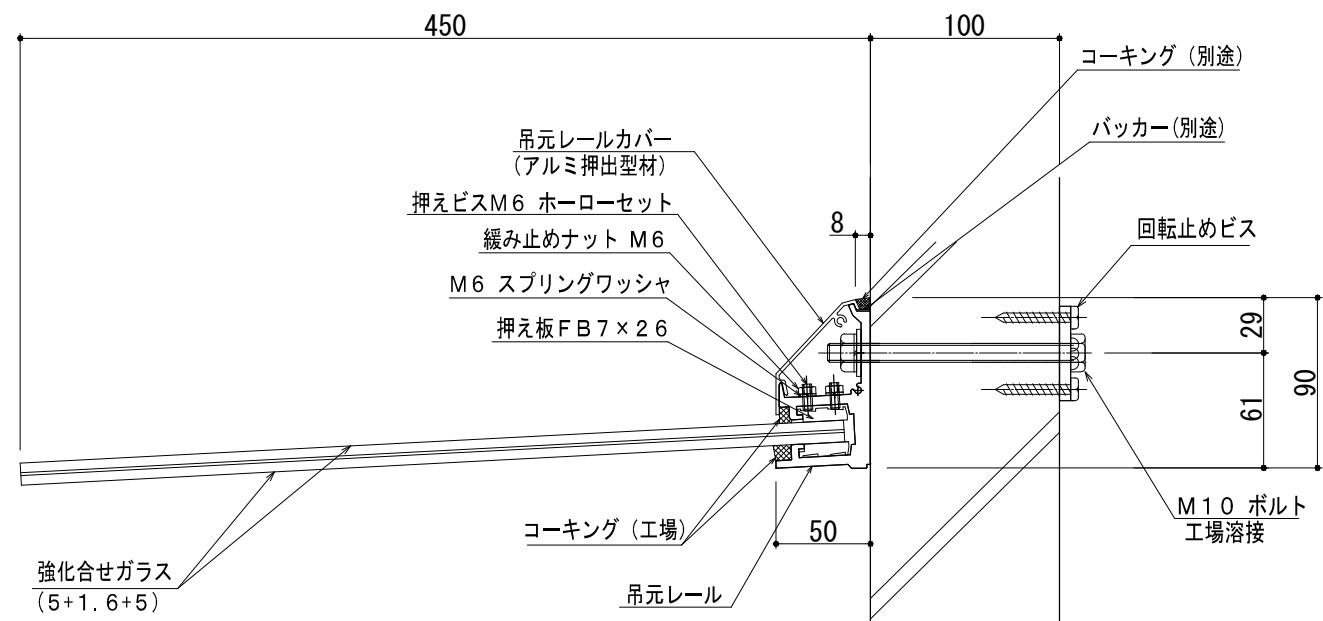 450
100
コーキング（別途）
バッカー(別途)
吊元レールカバー
（アルミ押出型材）
押えビスM６ ホーローセット
8
回転止めビス
緩み止めナット M６
M６ スプリングワッシャ
押え板FB７×２６
29
61
90
コーキング（工場）
50
M１０ ボルト
工場溶接
強化合せガラス
(5+1.6+5)
吊元レール